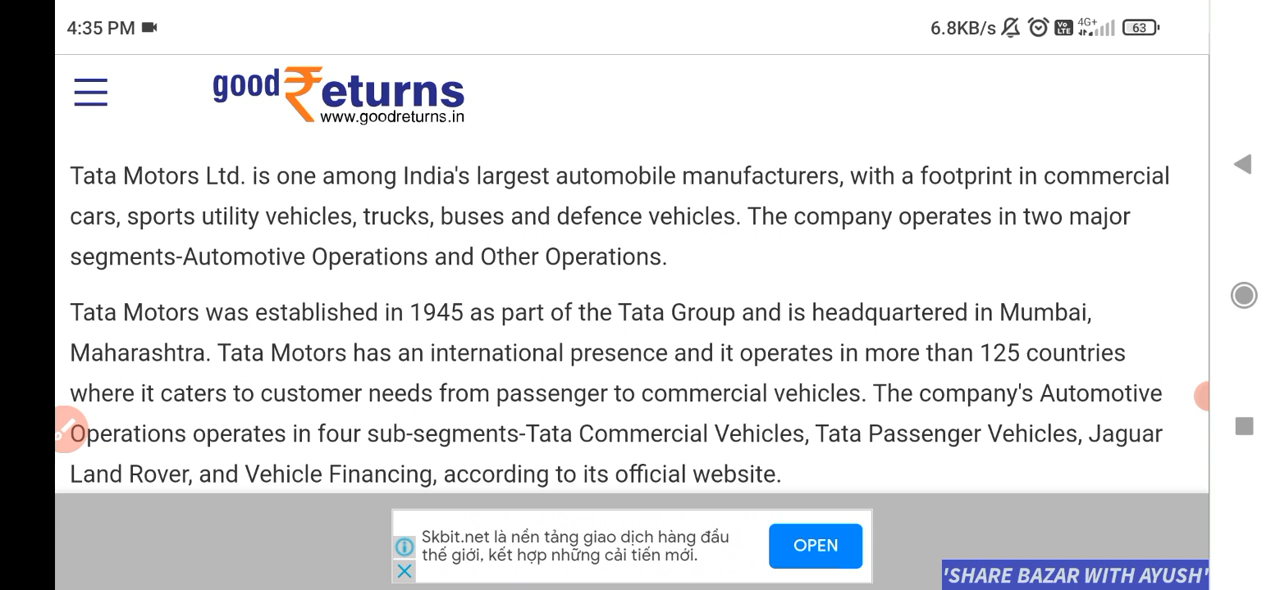 4:35 PM
6.8KB/s
Vo LTE
4G+
63
good₹eturns
www.goodreturns.in
Tata Motors Ltd. is one among India's largest automobile manufacturers, with a footprint in commercial
cars, sports utility vehicles, trucks, buses and defence vehicles. The company operates in two major
segments-Automotive Operations and Other Operations.
Tata Motors was established in 1945 as part of the Tata Group and is headquartered in Mumbai,
Maharashtra. Tata Motors has an international presence and it operates in more than 125 countries
where it caters to customer needs from passenger to commercial vehicles. The company's Automotive
Operations operates in four sub-segments-Tata Commercial Vehicles, Tata Passenger Vehicles, Jaguar
Land Rover, and Vehicle Financing, according to its official website.
Skbit.net là nền tảng giao dịch hàng đầu
thế giới, kết hợp những cải tiến mới.
OPEN
'SHARE BAZAR WITH AYUSH'